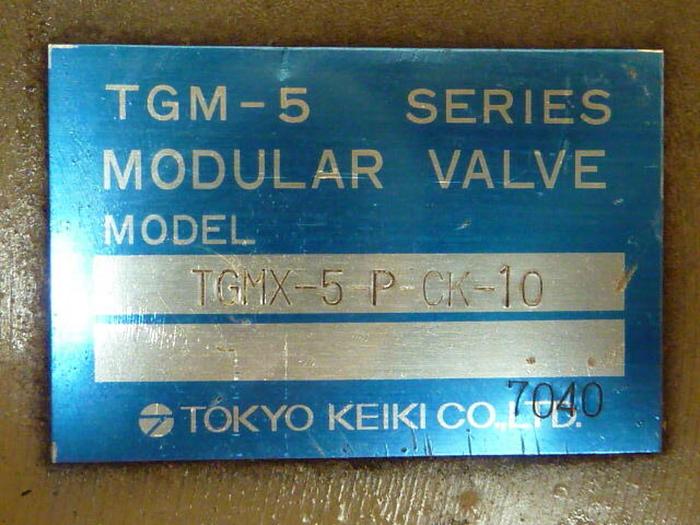 TGM-5 SERIES
MODULAR VALVE
MODEL
TGMX-5-P-CK-10
7040
TOKYO KEIKI CO., LTD.